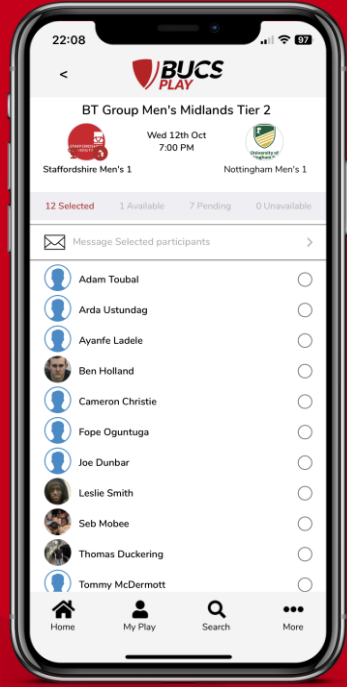 22:08
97
<
BUCS
PLAY
BT Group Men's Midlands Tier 2
Wed 12th Oct
7:00 PM
Staffordshire Men's 1
Nottingham Men's 1
12 Selected 1 Available 7 Pending 0 Unavailable
Message Selected participants >
Adam Toubal
Arda Ustundag
Ayanfe Ladele
Ben Holland
Cameron Christie
Fope Oguntuga
Joe Dunbar
Leslie Smith
Seb Mobee
Thomas Duckering
Tommy McDermott
Home My Play Search More